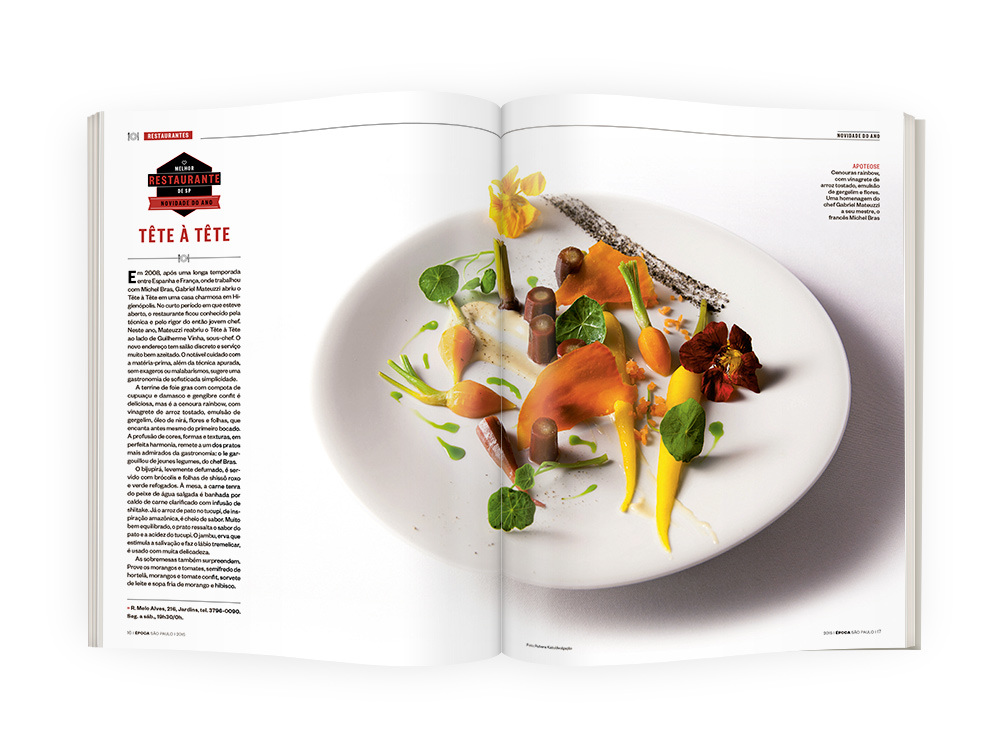 RESTAURANTES
MELHOR
RESTAURANTE
DE SP
NOVIDADE DO ANO
TÊTE À TÊTE
Em 2008, após uma longa temporada
entre Espanha e França, onde trabalhou
com Michel Bras, Gabriel Mateuzzi abriu o
Tête à Tête em uma casa charmosa em Hi-
gienópolis. No curto período em que esteve
aberto, o restaurante ficou conhecido pela
técnica e pelo rigor do então jovem chef.
Neste ano, Mateuzzi reabriu o Tête à Tête
ao lado de Guilherme Vinha, sous-chef. O
novo endereço tem salão discreto e serviço
muito bem azeitado. O notável cuidado com
a matéria-prima, além da técnica apurada,
sem exageros ou malabarismos, sugere uma
gastronomia de sofisticada simplicidade.
A terrine de foie gras com compota de
cupuaçu e damasco e gengibre confit é
deliciosa, mas é a cenoura rainbow, com
vinagrete de arroz tostado, emulsão de
gergelim, óleo de nirá, flores e folhas, que
encanta antes mesmo do primeiro bocado.
A profusão de cores, formas e texturas, em
perfeita harmonia, remete a um dos pratos
mais admirados da gastronomia: o le gar-
gouillou de jeunes legumes, do chef Bras.
O bijupirá, levemente defumado, é ser-
vido com brócolis e folhas de shissô roxo
e verde refogados. À mesa, a carne tenra
do peixe de água salgada é banhada por
caldo de carne clarificado com infusão de
shiitake. Já o arroz de pato no tucupi, de ins-
piração amazônica, é cheio de sabor. Muito
bem equilibrado, o prato ressalta o sabor do
pato e a acidez do tucupi. O jambu, erva que
estimula a salivação e faz o lábio tremelicar,
é usado com muita delicadeza.
As sobremesas também surpreendem.
Prove os morangos e tomates, semifredo de
hortelã, morangos e tomate confit, sorvete
de leite e sopa fria de morango e hibisco.
R. Melo Alves, 216, Jardins, tel. 3796-0090.
Seg. a sáb., 19h30/0h.
ÉPOCA SÃO PAULO | 2015
NOVIDADE DO ANO
APOTEOSE
Cenouras rainbow,
com vinagrete de
arroz tostado, emulsão
de gergelim e flores.
Uma homenagem do
chef Gabriel Mateuzzi
a seu mestre, o
francês Michel Bras
2015 | ÉPOCA SÃO PAULO | 17